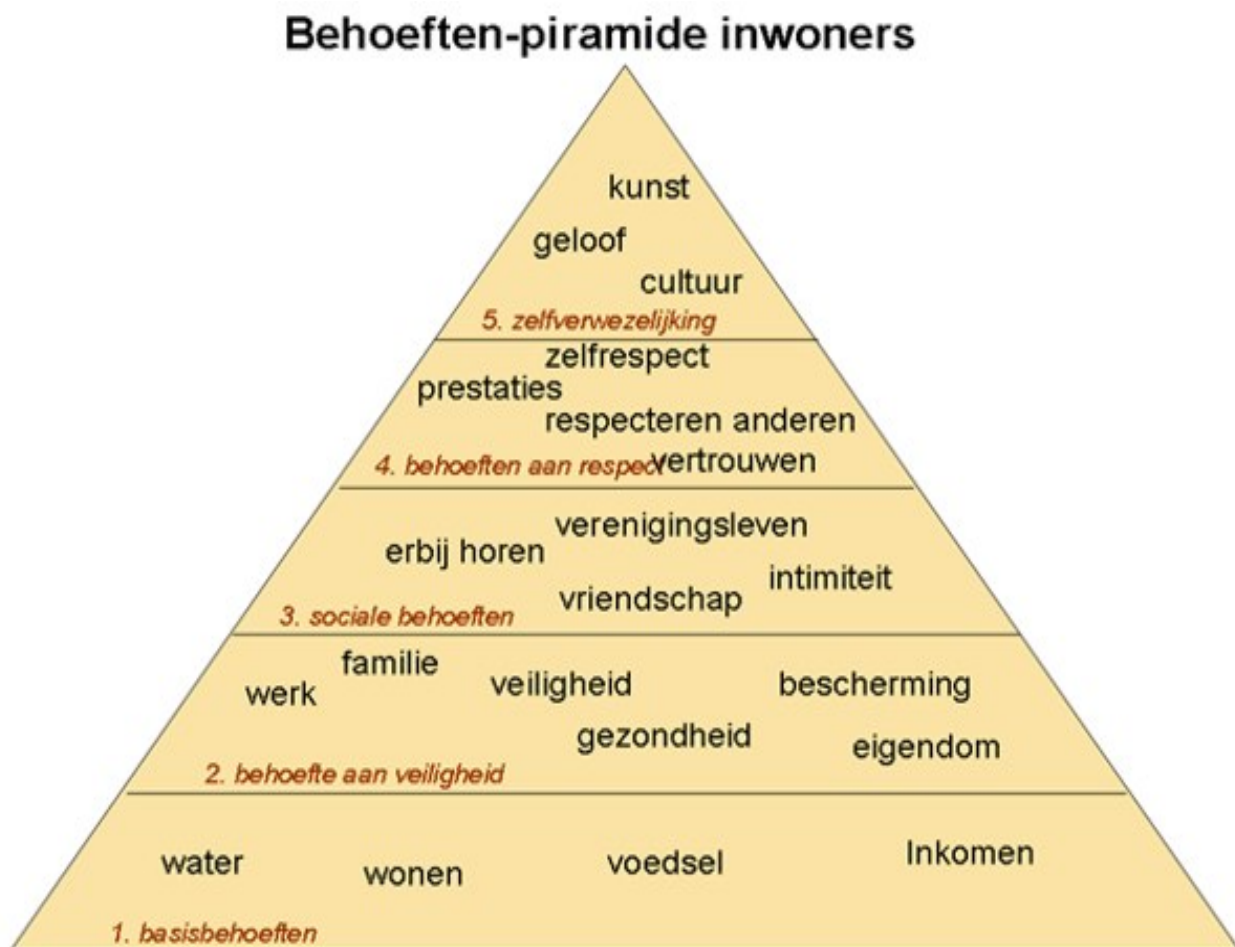 Behoeften-piramide inwoners
kunst
geloof
cultuur
5. zelfverwezelijking
zelfrespect
prestaties
respecteren anderen
4. behoeften aan respect
vertrouwen
verenigingsleven
erbij horen
intimiteit
vriendschap
3. sociale behoeften
familie
werk
veiligheid
bescherming
gezondheid
eigendom
2. behoefte aan veiligheid
water
wonen
voedsel
Inkomen
1. basisbehoeften